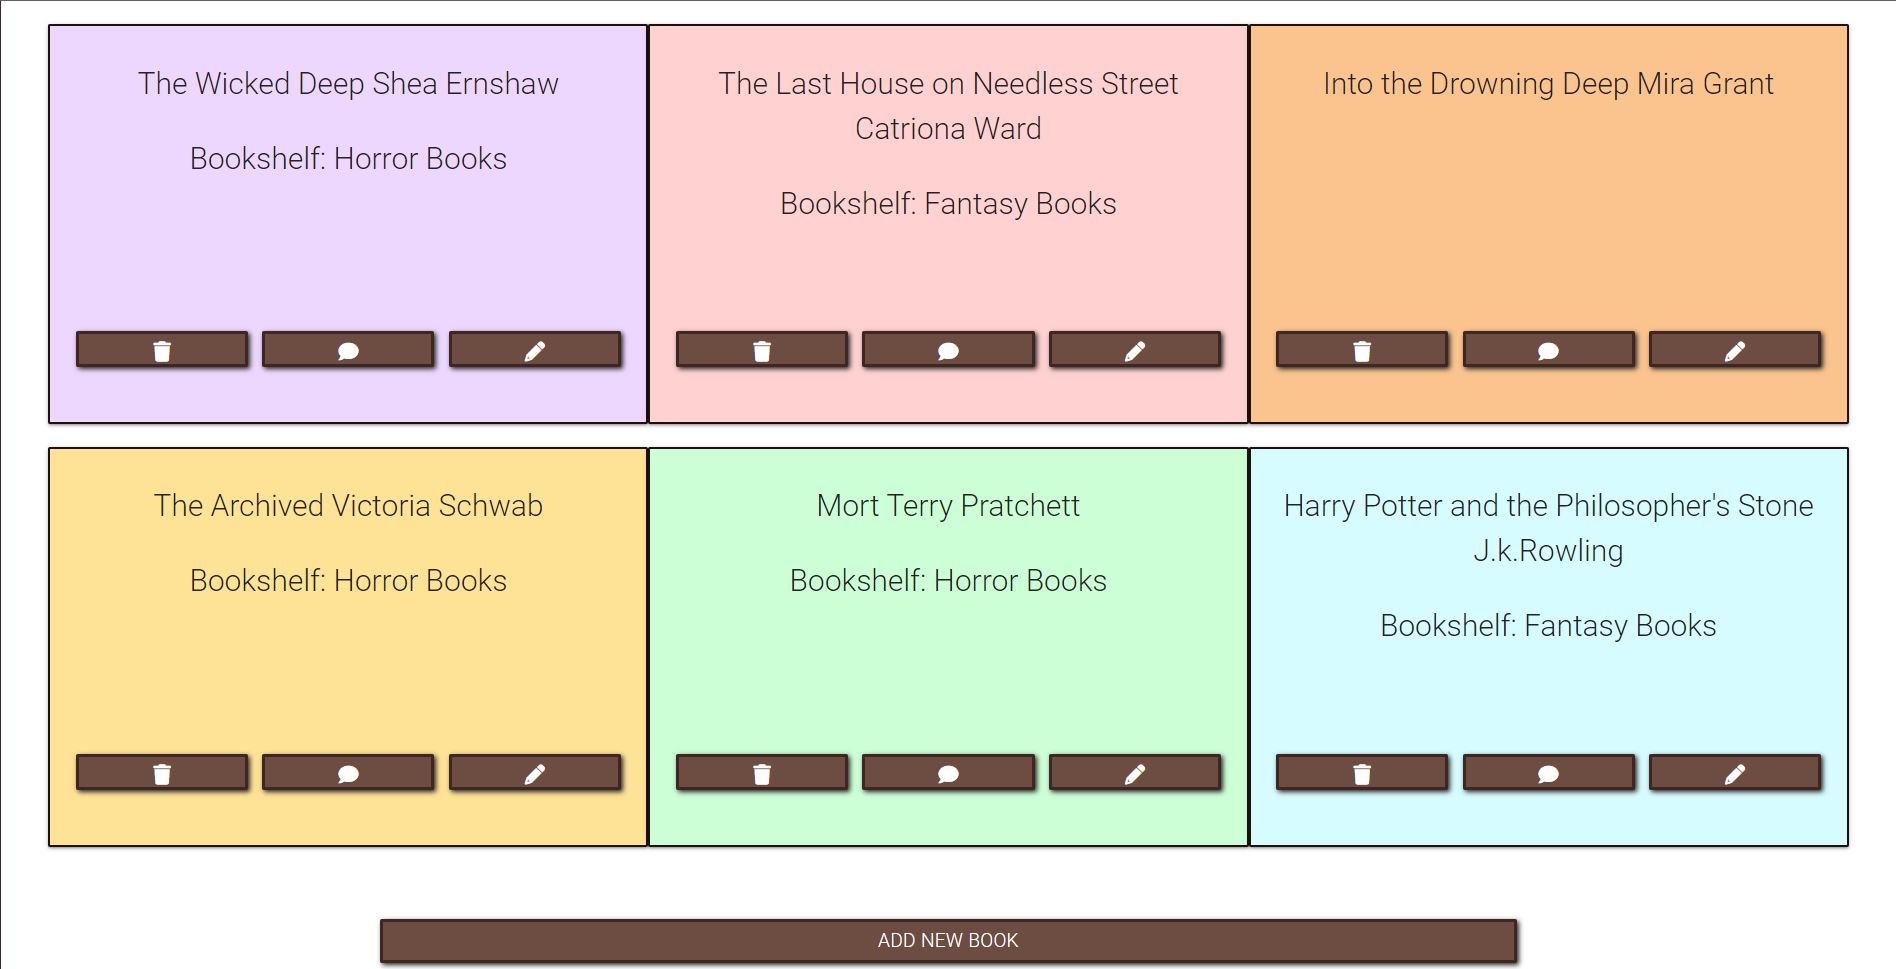 The Wicked Deep Shea Ernshaw
Bookshelf: Horror Books
The Last House on Needless Street
Catriona Ward
Bookshelf: Fantasy Books
Into the Drowning Deep Mira Grant
The Archived Victoria Schwab
Bookshelf: Horror Books
Mort Terry Pratchett
Bookshelf: Horror Books
Harry Potter and the Philosopher's Stone
J.k.Rowling
Bookshelf: Fantasy Books
ADD NEW BOOK